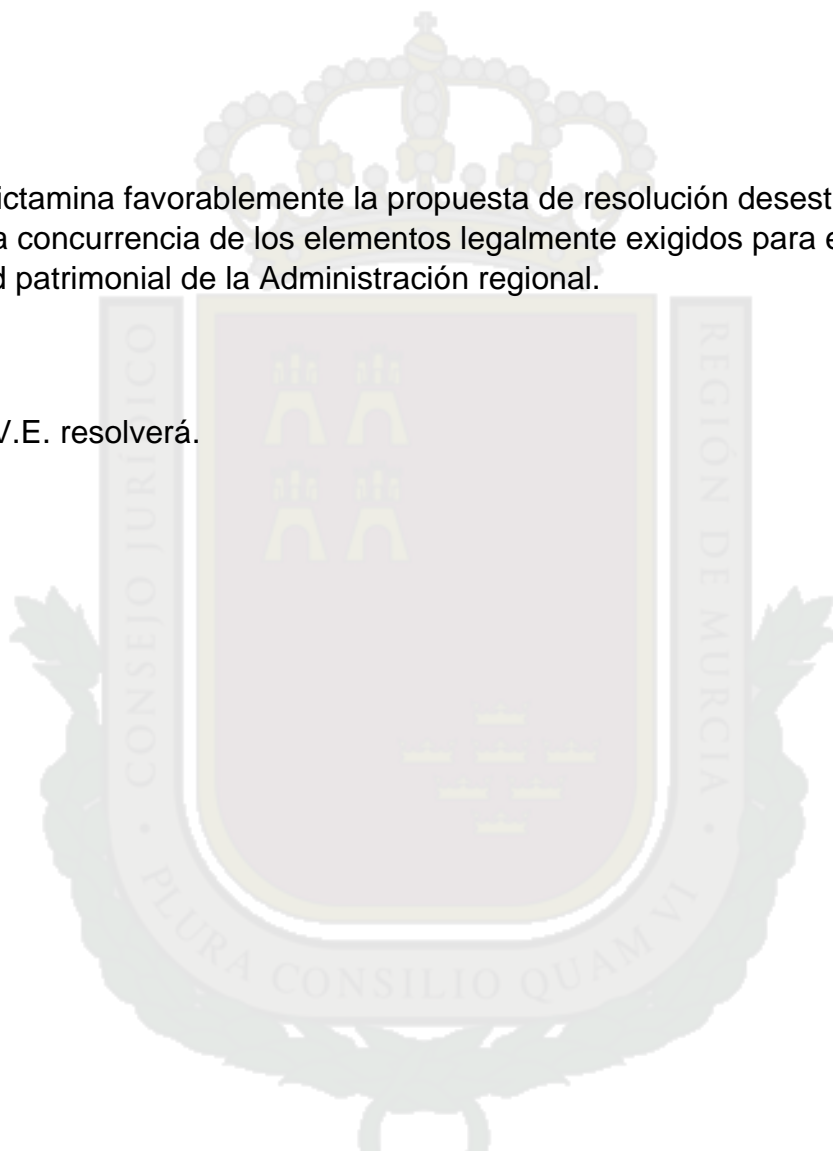 ictamina favorablemente la propuesta de resolución desest
a concurrencia de los elementos legalmente exigidos para e
d patrimonial de la Administración regional.
V.E. resolverá.
CONSEJO JURÍDICO
REGIÓN DE MURCIA
PLURA CONSILIO QUAM VI